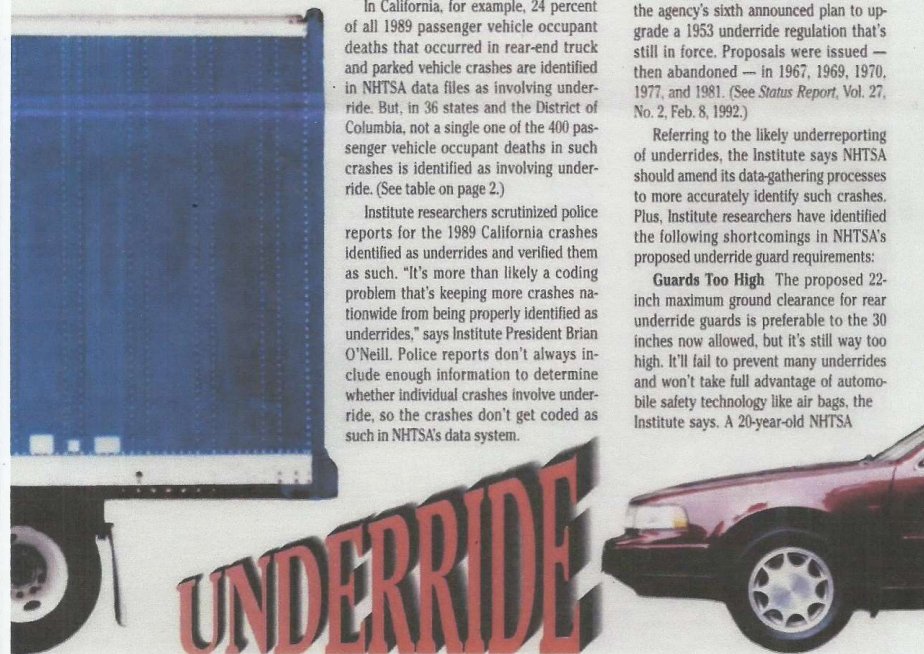 In California, for example, 24 percent
of all 1989 passenger vehicle occupant
deaths that occurred in rear-end truck
and parked vehicle crashes are identified
in NHTSA data files as involving under-
ride. But, in 36 states and the District of
Columbia, not a single one of the 400 pas-
senger vehicle occupant deaths in such
crashes is identified as involving under-
ride. (See table on page 2.)
Institute researchers scrutinized police
reports for the 1989 California crashes
identified as underrides and verified them
as such. "It's more than likely a coding
problem that's keeping more crashes na-
tionwide from being properly identified as
underrides," says Institute President Brian
O'Neill. Police reports don't always in-
clude enough information to determine
whether individual crashes involve under-
ride, so the crashes don't get coded as
such in NHTSA's data system.
the agency's sixth announced plan to up-
grade a 1953 underride regulation that's
still in force. Proposals were issued —
then abandoned — in 1967, 1969, 1970,
1977, and 1981. (See Status Report, Vol. 27,
No. 2, Feb. 8, 1992.)
Referring to the likely underreporting
of underrides, the Institute says NHTSA
should amend its data-gathering processes
to more accurately identify such crashes.
Plus, Institute researchers have identified
the following shortcomings in NHTSA's
proposed underride guard requirements:
Guards Too High The proposed 22-
inch maximum ground clearance for rear
underride guards is preferable to the 30
inches now allowed, but it's still way too
high. It'll fail to prevent many underrides
and won't take full advantage of automo-
bile safety technology like air bags, the
Institute says. A 20-year-old NHTSA
UNDERRIDE